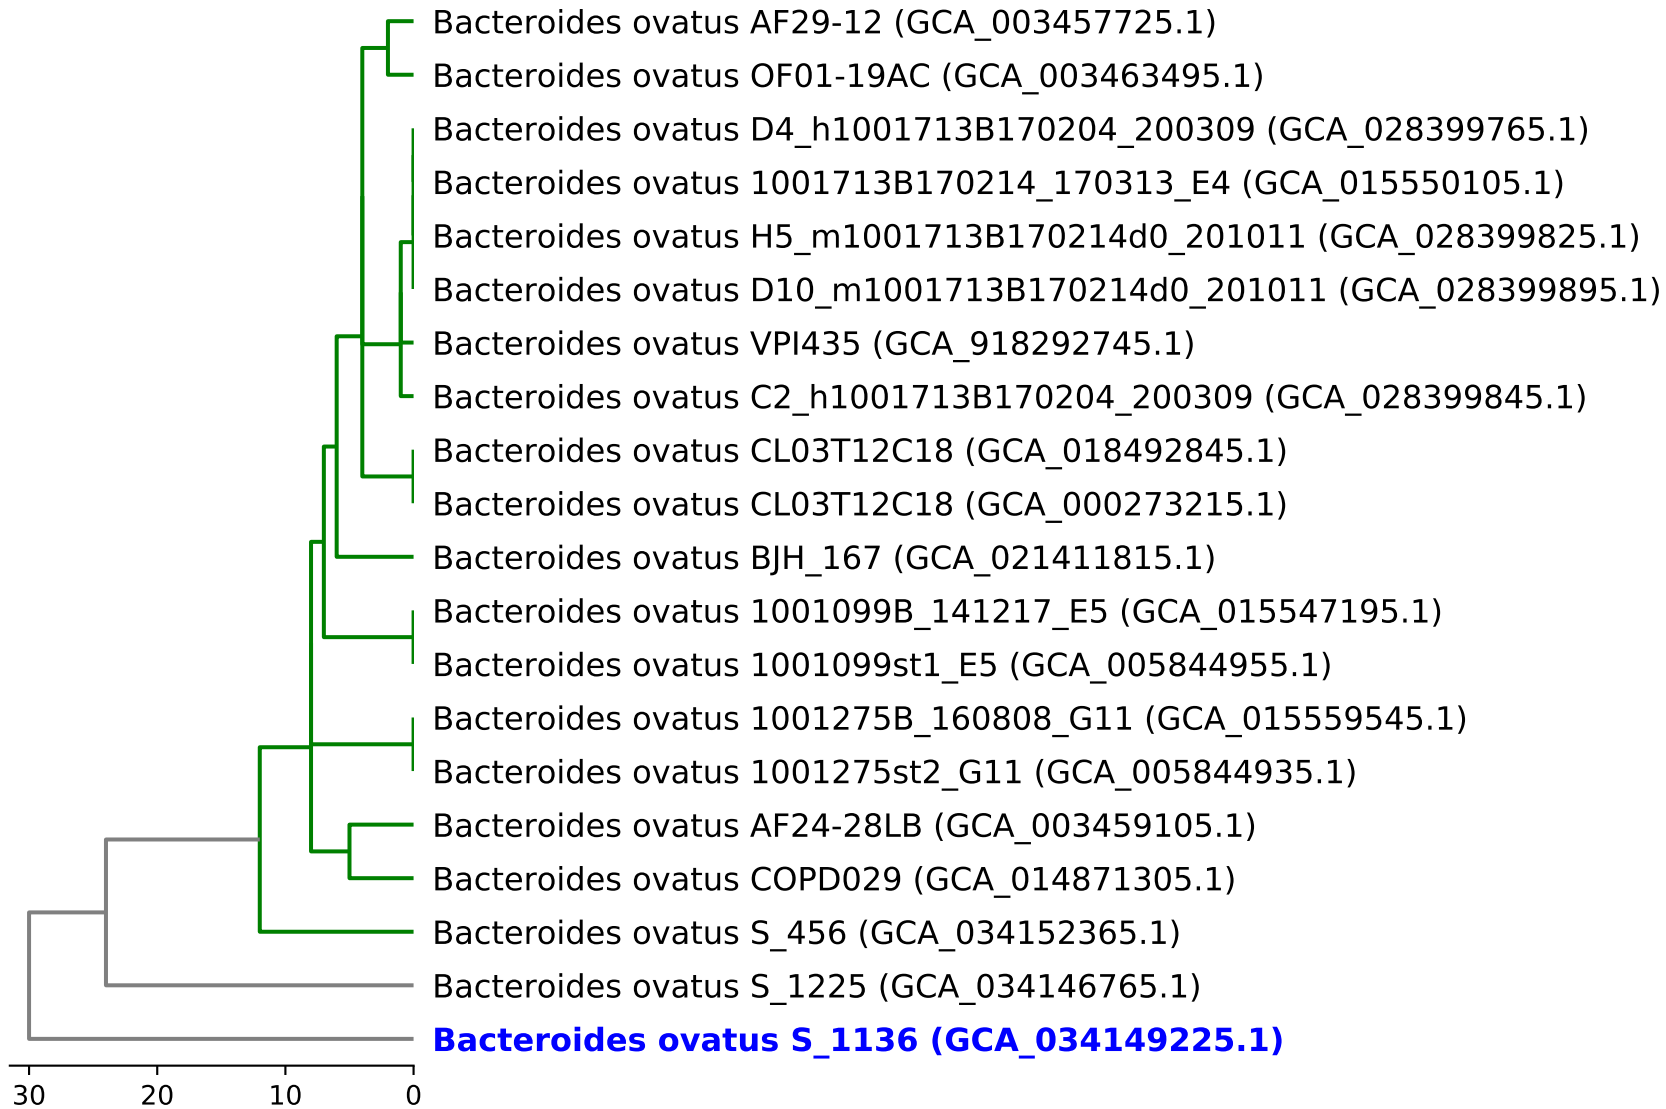 Bacteroides ovatus AF29-12 (GCA_003457725.1)
Bacteroides ovatus OF01-19AC (GCA_003463495.1)
Bacteroides ovatus D4_h1001713B170204_200309 (GCA_028399765.1)
Bacteroides ovatus 1001713B170214_170313_E4 (GCA_015550105.1)
Bacteroides ovatus H5_m1001713B170214d0_201011 (GCA_028399825.1)
Bacteroides ovatus D10_m1001713B170214d0_201011 (GCA_028399895.1)
Bacteroides ovatus VPI435 (GCA_918292745.1)
Bacteroides ovatus C2_h1001713B170204_200309 (GCA_028399845.1)
Bacteroides ovatus CL03T12C18 (GCA_018492845.1)
Bacteroides ovatus CL03T12C18 (GCA_000273215.1)
Bacteroides ovatus BJH_167 (GCA_021411815.1)
Bacteroides ovatus 1001099B_141217_E5 (GCA_015547195.1)
Bacteroides ovatus 1001099st1_E5 (GCA_005844955.1)
Bacteroides ovatus 1001275B_160808_G11 (GCA_015559545.1)
Bacteroides ovatus 1001275st2_G11 (GCA_005844935.1)
Bacteroides ovatus AF24-28LB (GCA_003459105.1)
Bacteroides ovatus COPD029 (GCA_014871305.1)
Bacteroides ovatus S_456 (GCA_034152365.1)
Bacteroides ovatus S_1225 (GCA_034146765.1)
Bacteroides ovatus S_1136 (GCA_034149225.1)
30 20 10 0